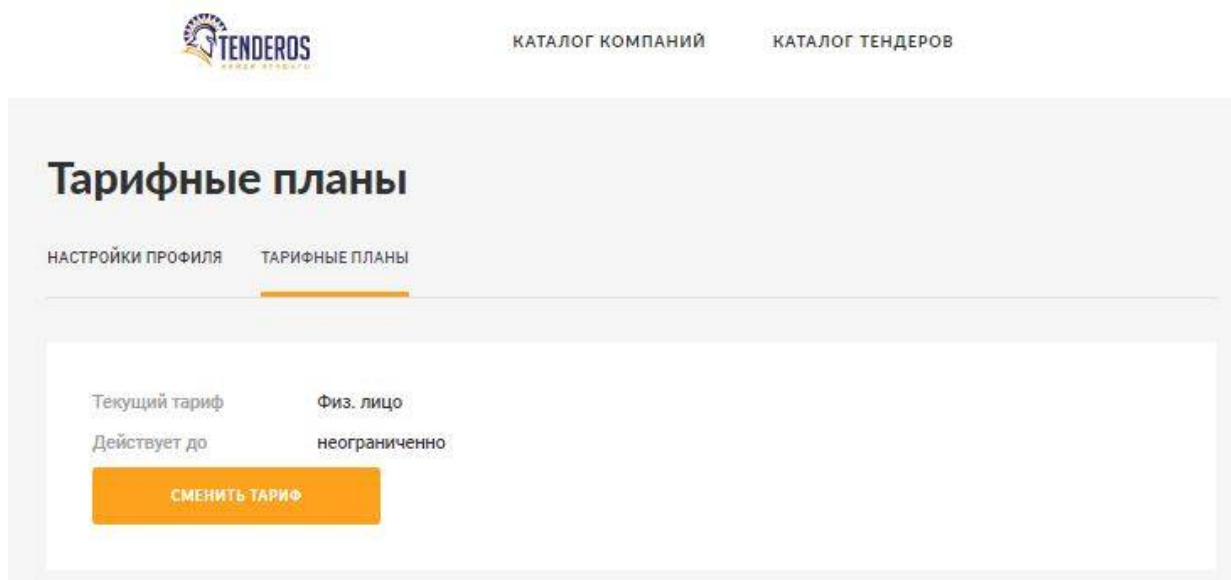 TENDEROS
КАТАЛОГ КОМПАНИЙ
КАТАЛОГ ТЕНДЕРОВ
Тарифные планы
НАСТРОЙКИ ПРОФИЛЯ
ТАРИФНЫЕ ПЛАНЫ
Текущий тариф Физ. лицо
Действует до неограниченно
СМЕНИТЬ ТАРИФ